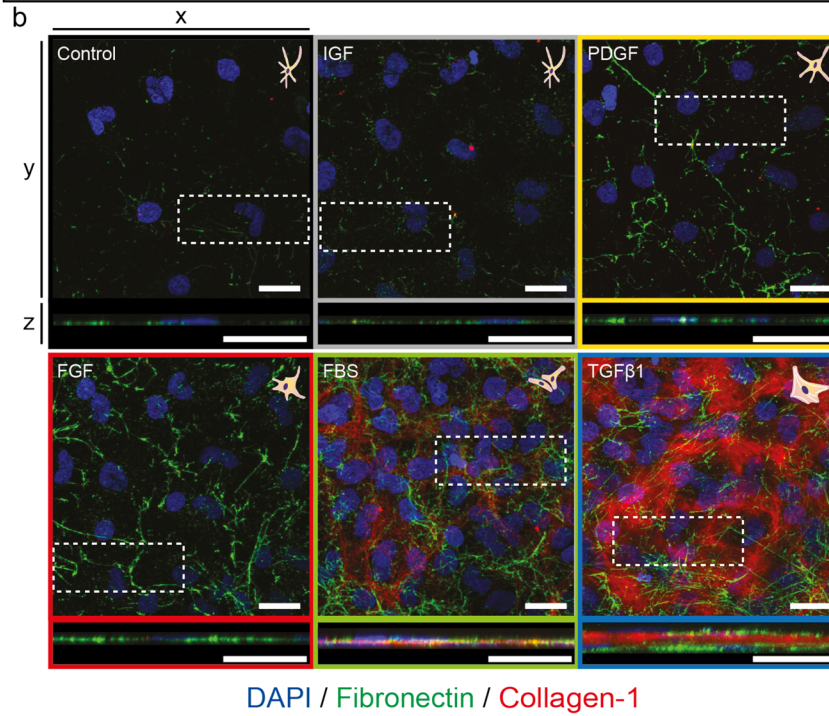 b
x
Control
IGF
PDGF
y
z
FGF
FBS
TGFβ1
DAPI / Fibronectin / Collagen-1